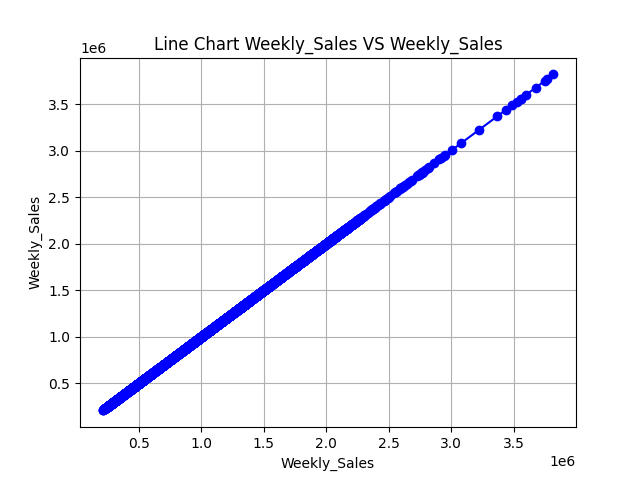 Line Chart Weekly_Sales VS Weekly_Sales
1e6
3.5
3.0
2.5
2.0
1.5
1.0
0.5
Weekly_Sales
0.5 1.0 1.5 2.0 2.5 3.0 3.5
1e6
Weekly_Sales